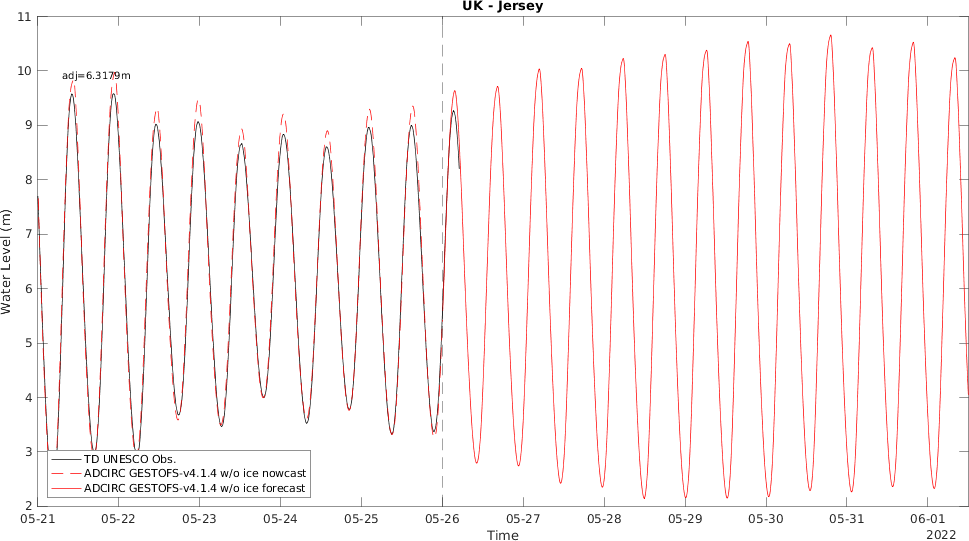 UK - Jersey
adj=6.3179m
Water Level (m)
11
10
9
8
7
6
5
4
3
2
TD UNESCO Obs.
ADCIRC GESTOFS-v4.1.4 w/o ice nowcast
ADCIRC GESTOFS-v4.1.4 w/o ice forecast
05-21 05-22 05-23 05-24 05-25 05-26 05-27 05-28 05-29 05-30 05-31 06-01
Time
2022